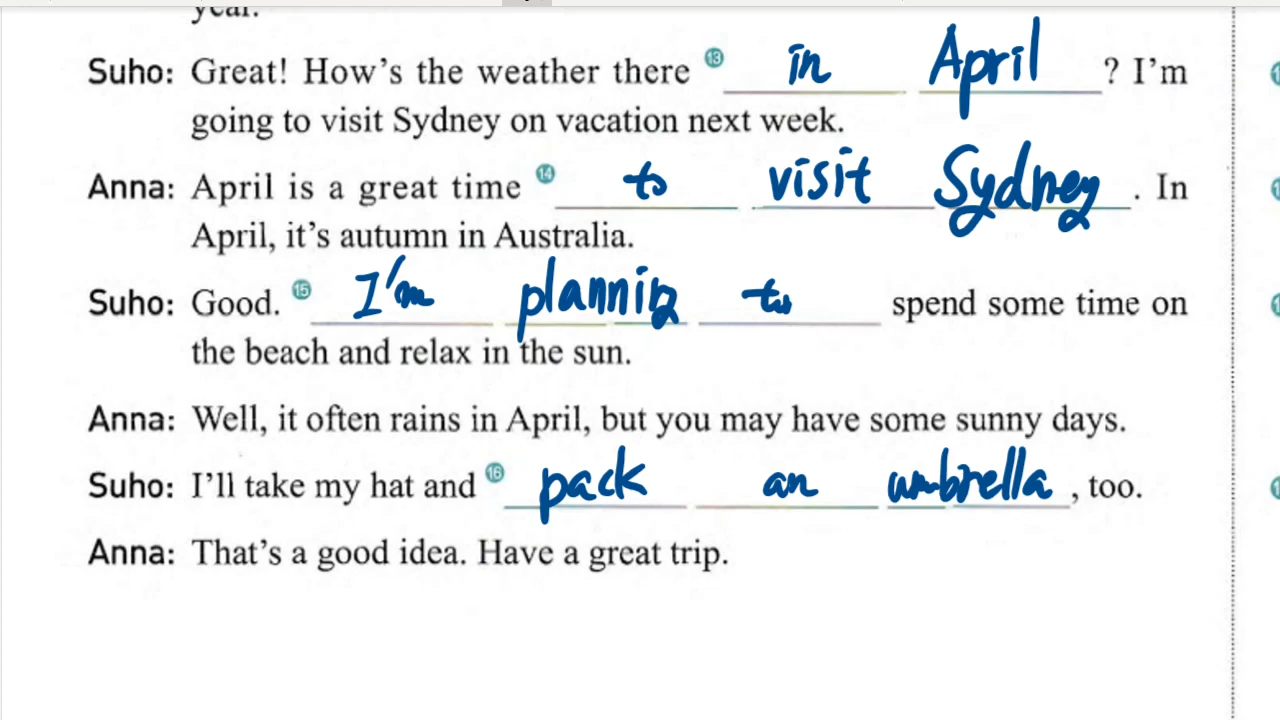 year.
Suho: Great! How's the weather there ⑬ in April ? I'm
going to visit Sydney on vacation next week.
Anna: April is a great time ⑭ to visit Sydney . In
April, it's autumn in Australia.
Suho: Good. ⑮ I'm planning to spend some time on
the beach and relax in the sun.
Anna: Well, it often rains in April, but you may have some sunny days.
Suho: I'll take my hat and ⑯ pack an umbrella , too.
Anna: That's a good idea. Have a great trip.